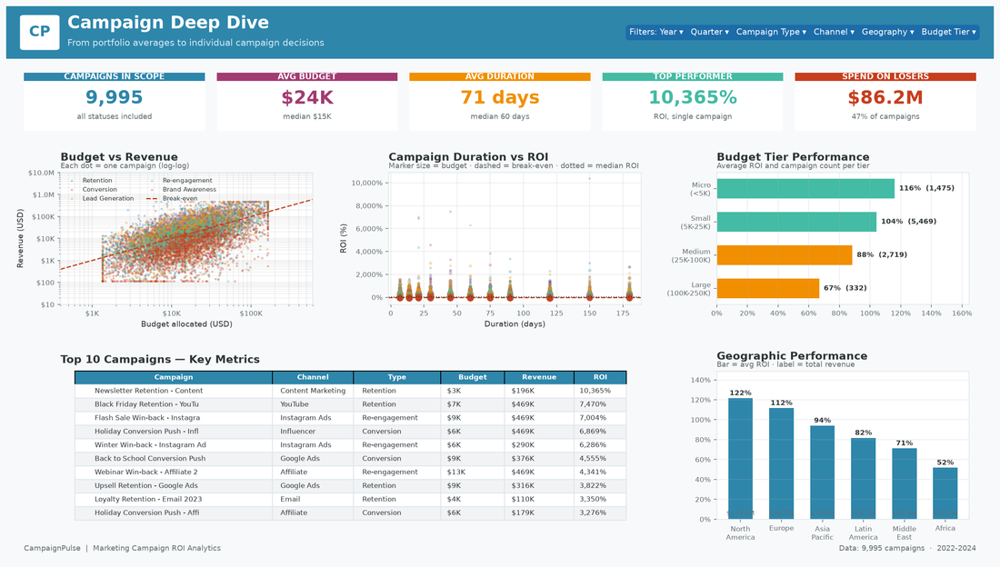 CP
Campaign Deep Dive
From portfolio averages to individual campaign decisions
Filters: Year ▾ Quarter ▾ Campaign Type ▾ Channel ▾ Geography ▾ Budget Tier ▾
CAMPAIGNS IN SCOPE
9,995
all statuses included
AVG BUDGET
$24K
median $15K
AVG DURATION
71 days
median 60 days
TOP PERFORMER
10,365%
ROI, single campaign
SPEND ON LOSERS
$86.2M
47% of campaigns
Budget vs Revenue
Each dot = one campaign (log-log)
Retention
Conversion
Lead Generation
Re-engagement
Brand Awareness
Break-even
$10.0M
$1.0M
$100K
$10K
$1K
$100
$10
Revenue (USD)
$1K $10K $100K
Budget allocated (USD)
Campaign Duration vs ROI
Marker size = budget · dashed = break-even · dotted = median ROI
10,000%
8,000%
6,000%
4,000%
2,000%
0%
ROI (%)
0 25 50 75 100 125 150 175
Duration (days)
Budget Tier Performance
Average ROI and campaign count per tier
Micro
(<5K)
116% (1,475)
Small
(5K-25K)
104% (5,469)
Medium
(25K-100K)
88% (2,719)
Large
(100K-250K)
67% (332)
0% 20% 40% 60% 80% 100% 120% 140% 160%
Top 10 Campaigns — Key Metrics
Campaign Channel Type Budget Revenue ROI
Newsletter Retention - Content Content Marketing Retention $3K $196K 10,365%
Black Friday Retention - YouTu YouTube Retention $7K $469K 7,470%
Flash Sale Win-back - Instagra Instagram Ads Re-engagement $9K $469K 7,004%
Holiday Conversion Push - Infl Influencer Conversion $6K $469K 6,869%
Winter Win-back - Instagram Ad Instagram Ads Re-engagement $6K $290K 6,286%
Back to School Conversion Push Google Ads Conversion $9K $376K 4,555%
Webinar Win-back - Affiliate 2 Affiliate Re-engagement $13K $469K 4,341%
Upsell Retention - Google Ads Google Ads Retention $9K $316K 3,822%
Loyalty Retention - Email 2023 Email Retention $4K $110K 3,350%
Holiday Conversion Push - Affi Affiliate Conversion $6K $179K 3,276%
Geographic Performance
Bar = avg ROI · label = total revenue
140%
120%
100%
80%
60%
40%
20%
0%
122%
112%
94%
82%
71%
52%
North
America
Europe
Asia
Pacific
Latin
America
Middle
East
Africa
CampaignPulse | Marketing Campaign ROI Analytics
Data: 9,995 campaigns · 2022-2024